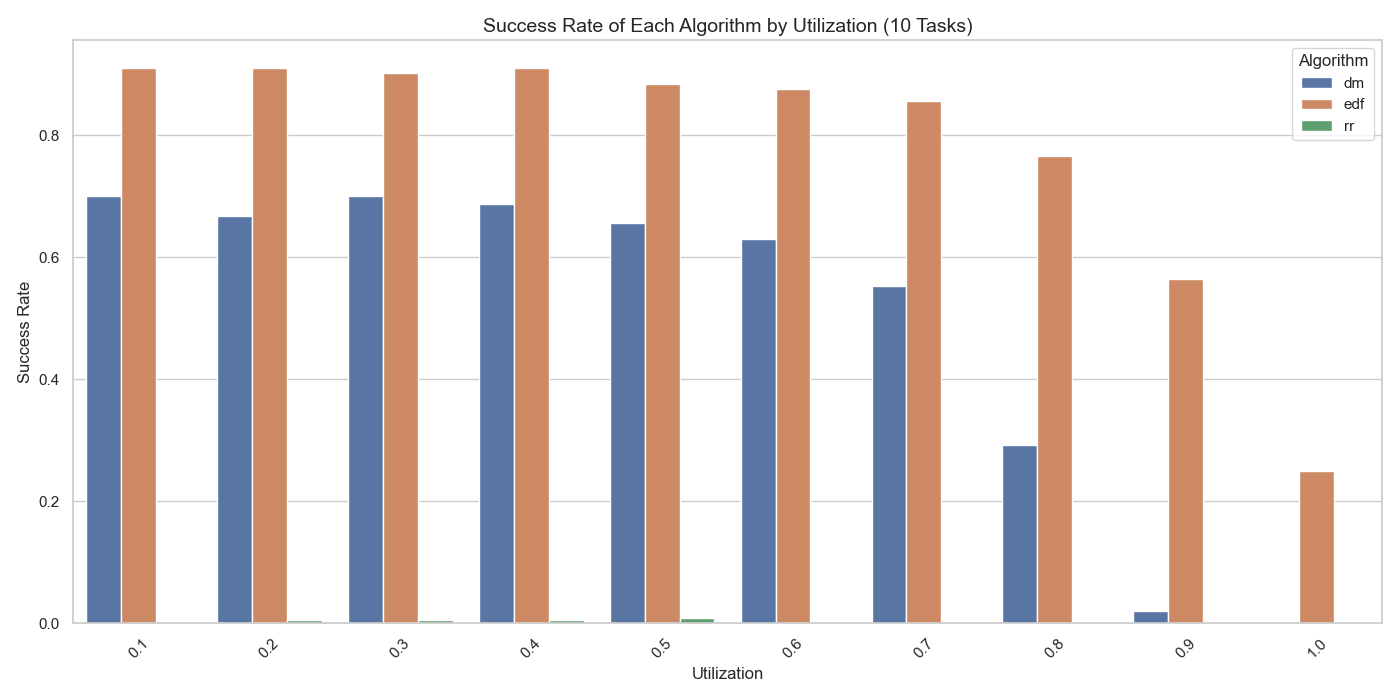 Success Rate of Each Algorithm by Utilization (10 Tasks)
Algorithm
dm
edf
rr
Success Rate
0.8
0.6
0.4
0.2
0.0
0.1 0.2 0.3 0.4 0.5 0.6 0.7 0.8 0.9 1.0
Utilization